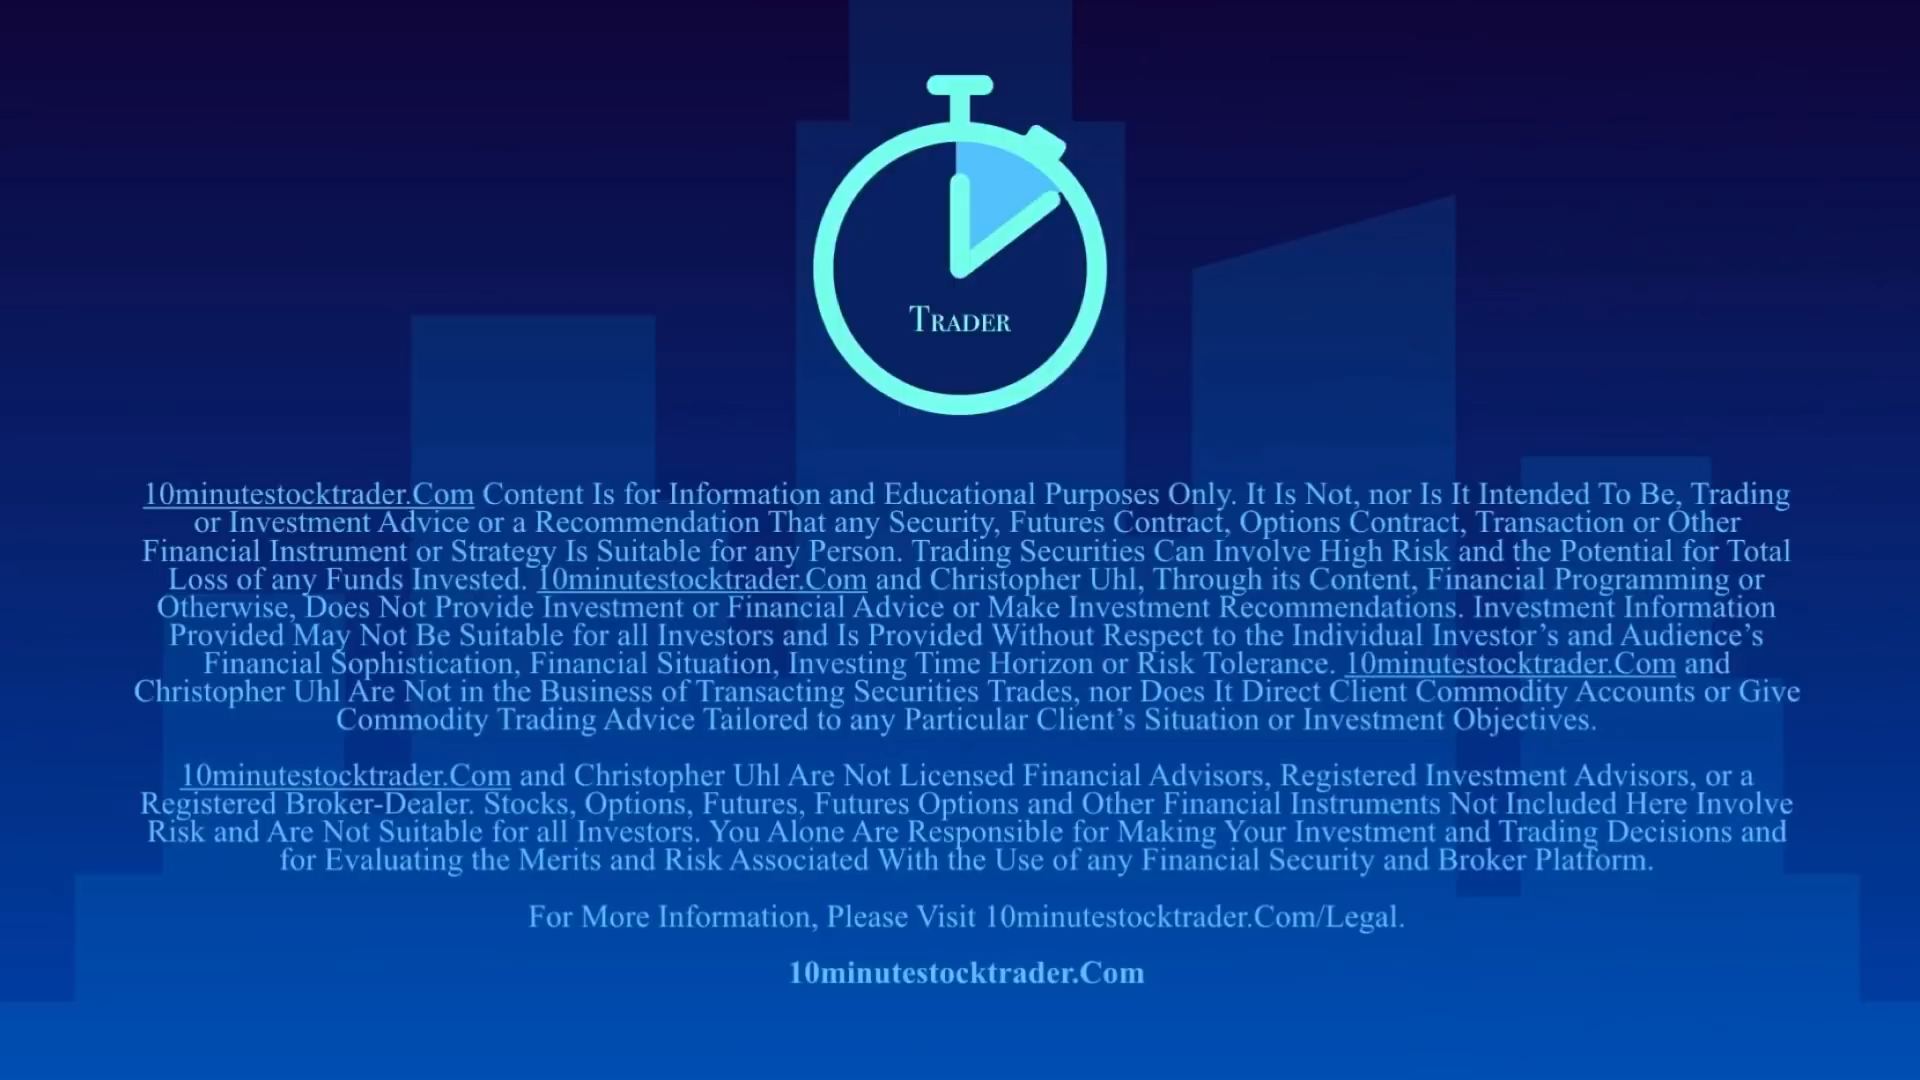 Trader
10minutestocktrader.Com Content Is for Information and Educational Purposes Only. It Is Not, nor Is It Intended To Be, Trading
or Investment Advice or a Recommendation That any Security, Futures Contract, Options Contract, Transaction or Other
Financial Instrument or Strategy Is Suitable for any Person. Trading Securities Can Involve High Risk and the Potential for Total
Loss of any Funds Invested. 10minutestocktrader.Com and Christopher Uhl, Through its Content, Financial Programming or
Otherwise, Does Not Provide Investment or Financial Advice or Make Investment Recommendations. Investment Information
Provided May Not Be Suitable for all Investors and Is Provided Without Respect to the Individual Investor’s and Audience’s
Financial Sophistication, Financial Situation, Investing Time Horizon or Risk Tolerance. 10minutestocktrader.Com and
Christopher Uhl Are Not in the Business of Transacting Securities Trades, nor Does It Direct Client Commodity Accounts or Give
Commodity Trading Advice Tailored to any Particular Client’s Situation or Investment Objectives.
10minutestocktrader.Com and Christopher Uhl Are Not Licensed Financial Advisors, Registered Investment Advisors, or a
Registered Broker-Dealer. Stocks, Options, Futures, Futures Options and Other Financial Instruments Not Included Here Involve
Risk and Are Not Suitable for all Investors. You Alone Are Responsible for Making Your Investment and Trading Decisions and
for Evaluating the Merits and Risk Associated With the Use of any Financial Security and Broker Platform.
For More Information, Please Visit 10minutestocktrader.Com/Legal.
10minutestocktrader.Com